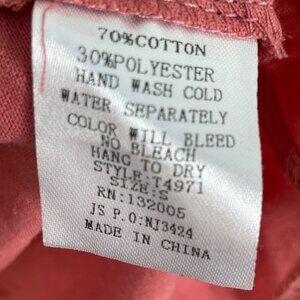 70%COTTON
30%POLYESTER
HAND WASH COLD
WATER SEPARATELY
COLOR WILL BLEED
NO BLEACH
HANG TO DRY
STYLE:T4971
SIZE:S
RN:132005
JS P.O:NJ3424
MADE IN CHINA